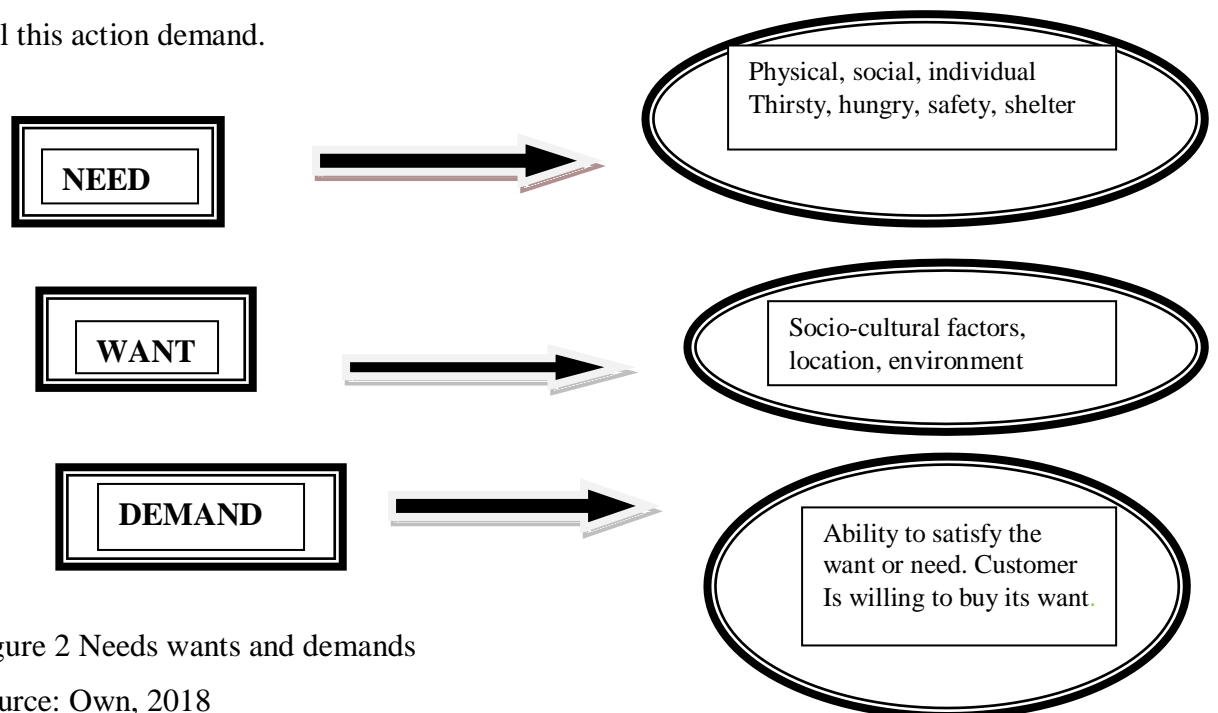 l this action demand.
Physical, social, individual
Thirsty, hungry, safety, shelter
NEED
Socio-cultural factors,
location, environment
WANT
Ability to satisfy the
want or need. Customer
Is willing to buy its want.
DEMAND
gure 2 Needs wants and demands
urce: Own, 2018